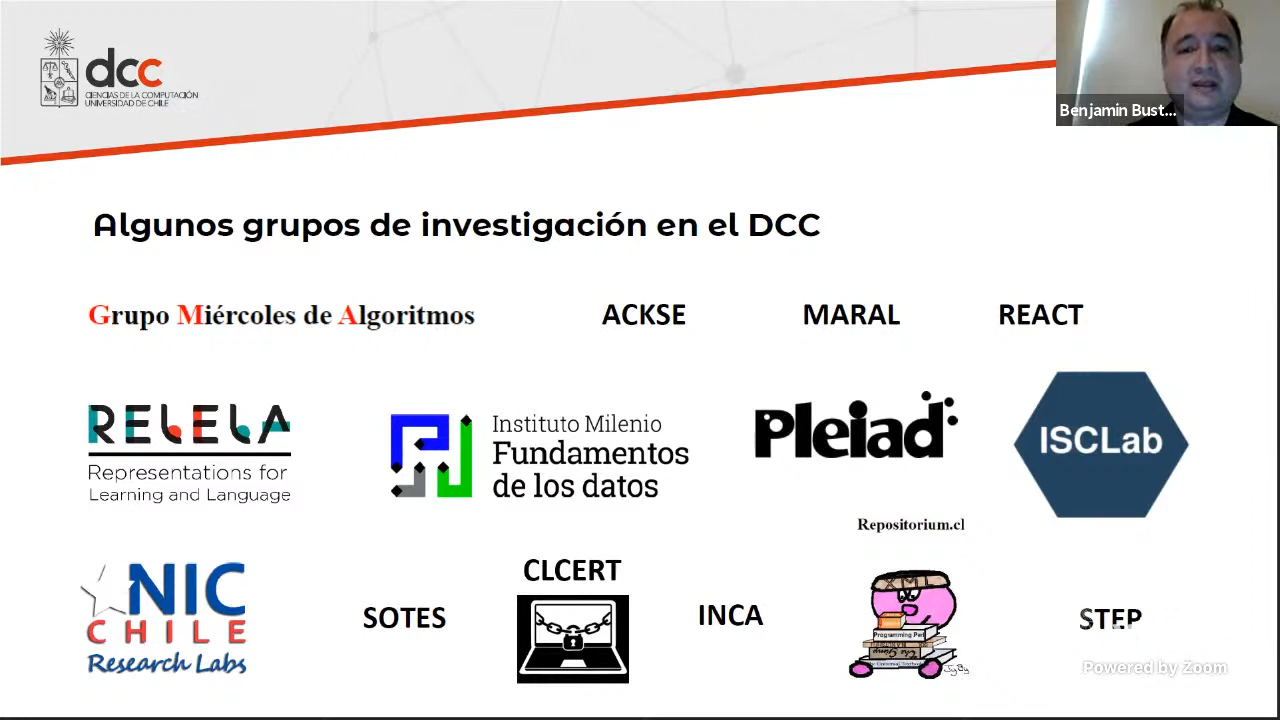 dcc
CIENCIAS DE LA COMPUTACIÓN
UNIVERSIDAD DE CHILE
Benjamin Bust...
Algunos grupos de investigación en el DCC
Grupo Miércoles de Algoritmos
ACKSE
MARAL
REACT
RELELA
Representations for
Learning and Language
Instituto Milenio
Fundamentos
de los datos
Pleiad
ISCLab
Repositorium.cl
NIC
CHILE
Research Labs
SOTES
CLCERT
INCA
Programming Perl
STEP
Powered by Zoom